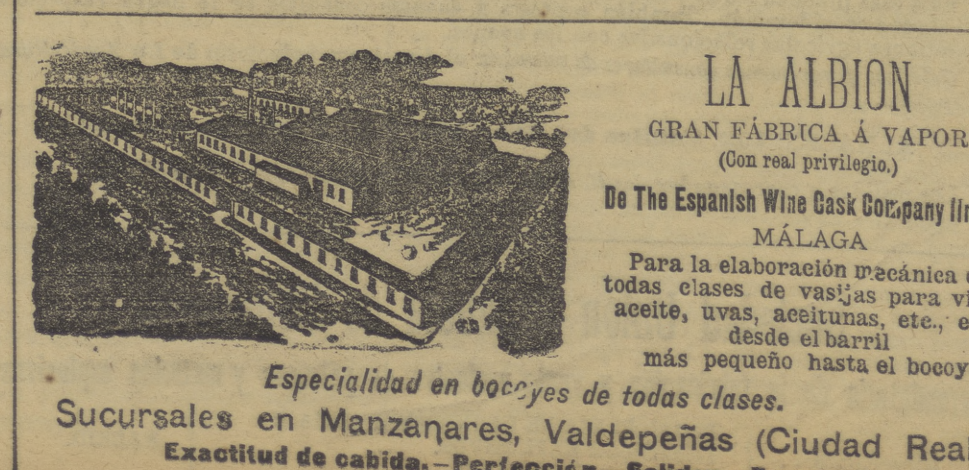 LA ALBION
GRAN FÁBRICA Á VAPOR
(Con real privilegio.)
De The Espanish Wine Cask Company
MÁLAGA
Para la elaboración mecánica
todas clases de vasijas para
aceite, uvas, aceitunas, etc.,
desde el barril
más pequeño hasta el bocoy
Especialidad en bocoyes de todas clases.
Sucursales en Manzanares, Valdepeñas (Ciudad Rea
Exactitud de cabida.—Perfección